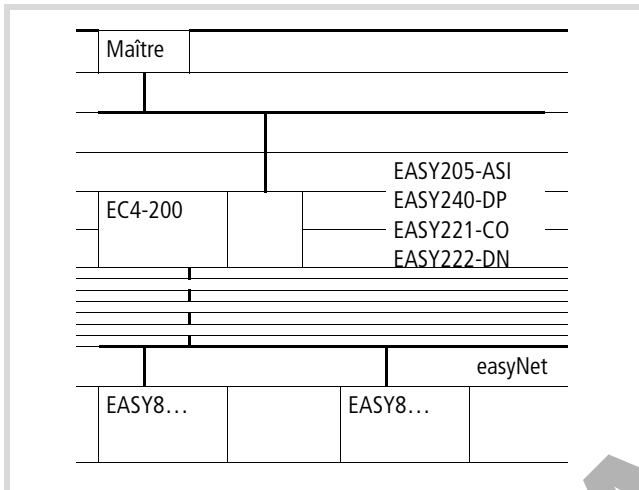 Maître
EASY205-ASI
EC4-200
EASY240-DP
EASY221-CO
EASY222-DN
easyNet
EASY8…
EASY8…